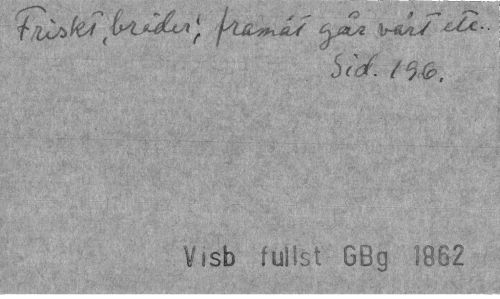 Friskt, bröder! framåt går vårt etc..
Sid. 196.
Visb fullst GBg 1862